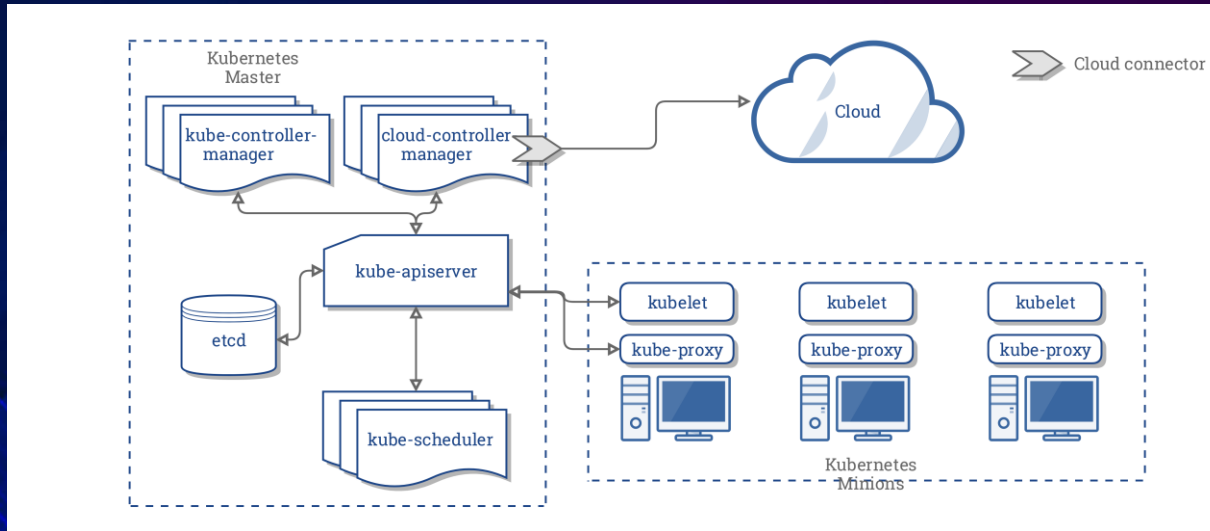 Kubernetes
Master
kube-controller-
manager
cloud-controller
manager
Cloud
Cloud connector
kube-apiserver
etcd
kube-scheduler
kubelet
kubelet
kubelet
kube-proxy
kube-proxy
kube-proxy
Kubernetes
Minions